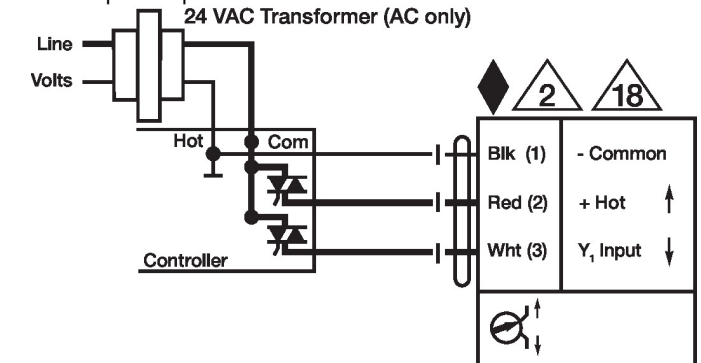 24 VAC Transformer (AC only)
Line
Volts
2
18
Hot
Com
Blk (1)
- Common
Red (2)
+ Hot
Wht (3)
Y1 Input
Controller